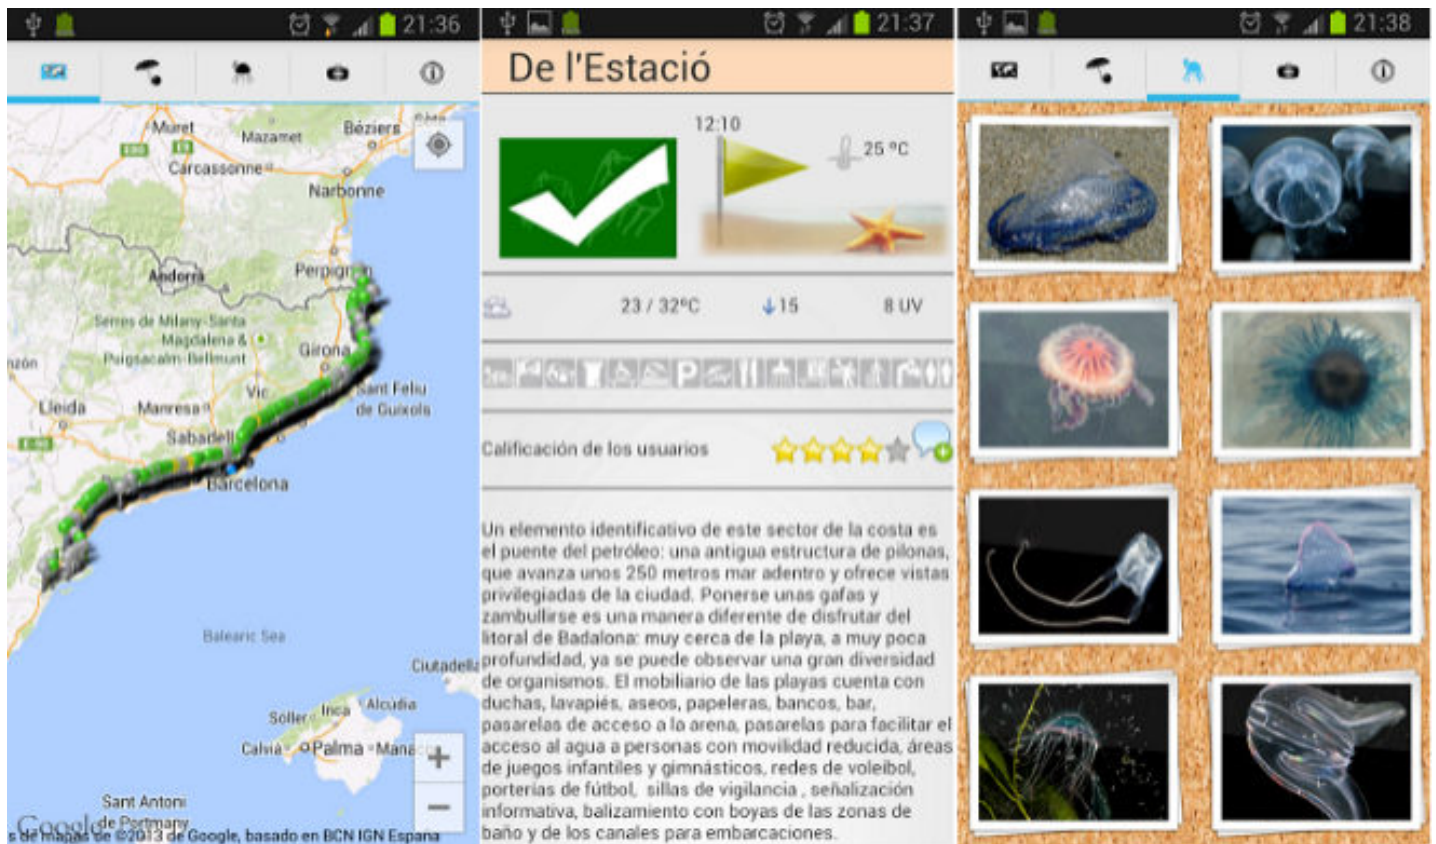 21:36
Muret
Mazamet
Béziers
Carcassonne
Narbonne
Perpign
Andorra
Serres de Milany-Santa
Magdalena &
Puigsacalm-Bellmunt
Girona
Vic
Sant Feliu
de Guíxols
Lleida
Manresa
Sabadell
Barcelona
Balearic Sea
Ciutadella
Sóller
Inca
Alcúdia
Calvià
Palma
Manac
Sant Antoni
de Portmany
Google
s de mapas de ©2013 de Google, basado en BCN IGN España
21:37
De l'Estació
12:10
25 ºC
23 / 32ºC
15
8 UV
P
Calificación de los usuarios
Un elemento identificativo de este sector de la costa es
el puente del petróleo: una antigua estructura de pilonas,
que avanza unos 250 metros mar adentro y ofrece vistas
privilegiadas de la ciudad. Ponerse unas gafas y
zambullirse es una manera diferente de disfrutar del
litoral de Badalona: muy cerca de la playa, a muy poca
profundidad, ya se puede observar una gran diversidad
de organismos. El mobiliario de las playas cuenta con
duchas, lavapiés, aseos, papeleras, bancos, bar,
pasarelas de acceso a la arena, pasarelas para facilitar el
acceso al agua a personas con movilidad reducida, áreas
de juegos infantiles y gimnásticos, redes de voleibol,
porterías de fútbol, sillas de vigilancia , señalización
informativa, balizamiento con boyas de las zonas de
baño y de los canales para embarcaciones.
21:38